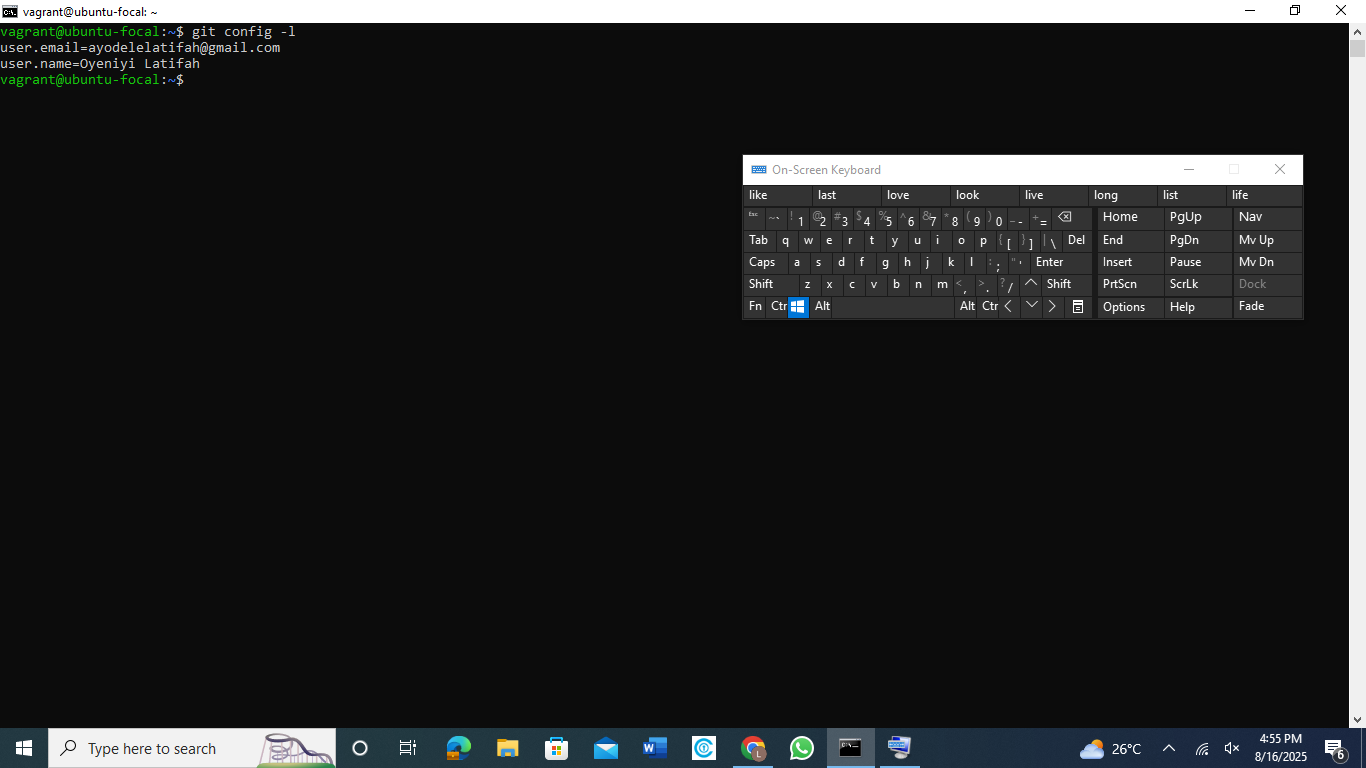 vagrant@ubuntu-focal: ~
vagrant@ubuntu-focal:~$ git config -l
user.email=ayodelelatifah@gmail.com
user.name=Oyeniyi Latifah
vagrant@ubuntu-focal:~$
On-Screen Keyboard
like last love look live long list life
Esc ~ ` ! 1 @ 2 # 3 $ 4 % 5 ^ 6 & 7 * 8 ( 9 ) 0 _ - + = Home PgUp Nav
Tab q w e r t y u i o p { [ } ] | \ Del End PgDn Mv Up
Caps a s d f g h j k l : ; " ' Enter Insert Pause Mv Dn
Shift z x c v b n m < , > . ? / Shift PrtScn ScrLk Dock
Fn Ctr Alt Alt Ctr Options Help Fade
Type here to search
26°C
4:55 PM
8/16/2025
6